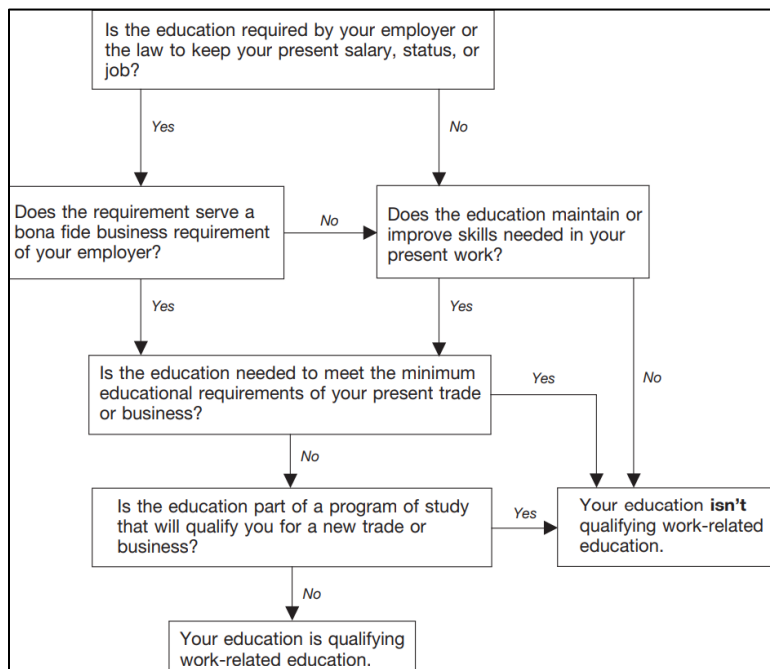 Is the education required by your employer or
the law to keep your present salary, status, or
job?
Yes
No
Does the requirement serve a
bona fide business requirement
of your employer?
No
Does the education maintain or
improve skills needed in your
present work?
Yes
Yes
Is the education needed to meet the minimum
educational requirements of your present trade
or business?
Yes
No
No
Is the education part of a program of study
that will qualify you for a new trade or
business?
Yes
Your education isn’t
qualifying work-related
education.
No
Your education is qualifying
work-related education.